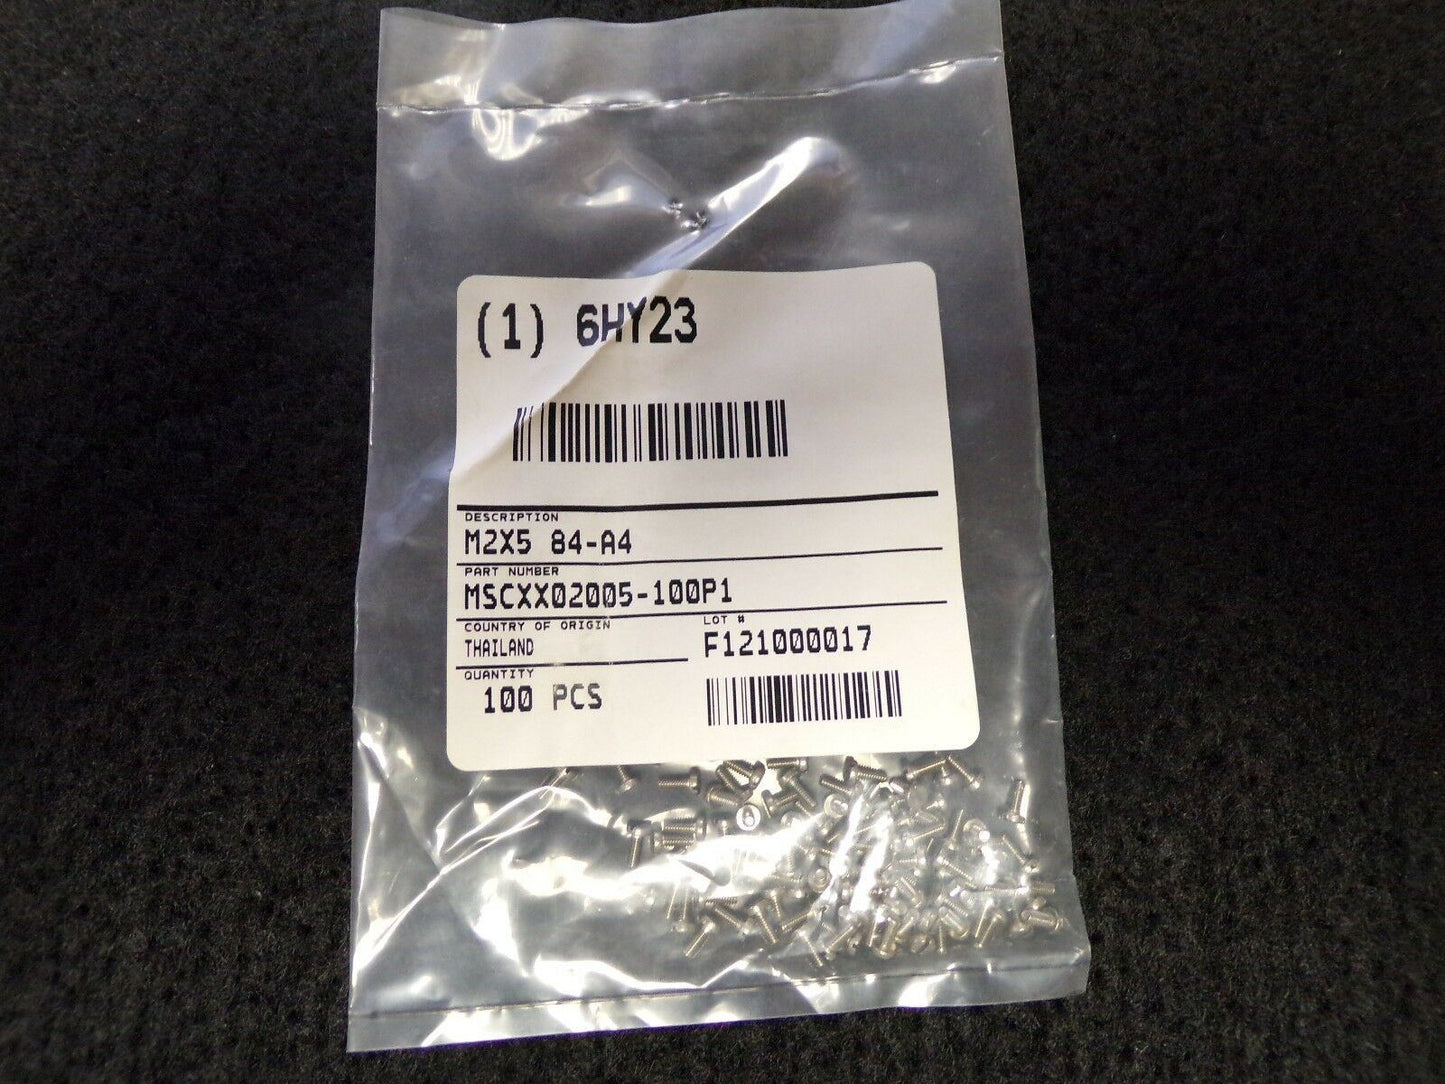 (1) 6HY23
DESCRIPTION
M2X5 84-A4
PART NUMBER
MSCXX02005-100P1
COUNTRY OF ORIGIN
THAILAND
LOT #
F121000017
QUANTITY
100 PCS